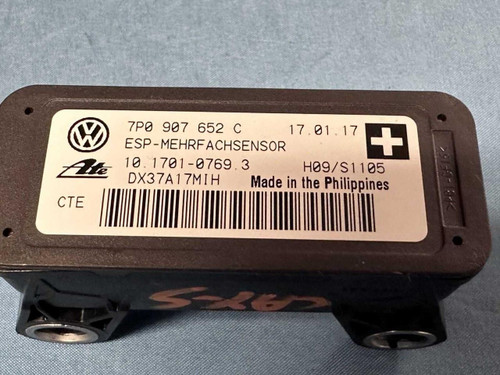 7P0 907 652 C 17.01.17
ESP-MEHRFACHSENSOR
Ate 10.1701-0769.3 H09/S1105
DX37A17MIH Made in the Philippines
CTE